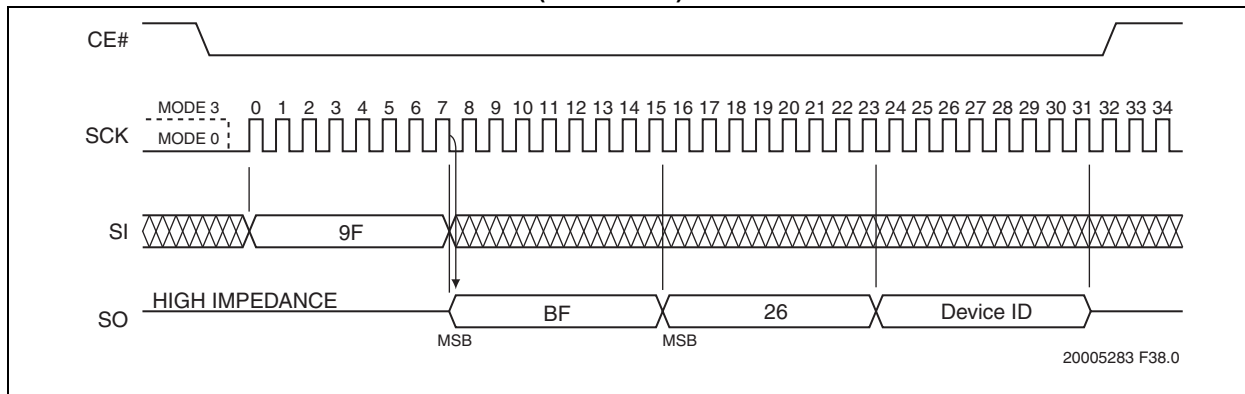 CE#
MODE 3
0 1 2 3 4 5 6 7 8 9 10 11 12 13 14 15 16 17 18 19 20 21 22 23 24 25 26 27 28 29 30 31 32 33 34
SCK
MODE 0
SI
9F
HIGH IMPEDANCE
SO
BF
26
Device ID
MSB
MSB
20005283 F38.0